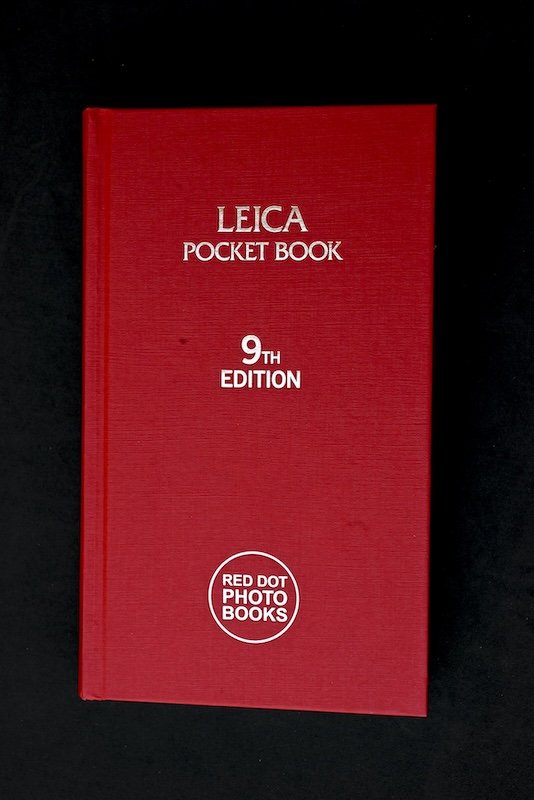 LEICA
POCKET BOOK
9TH
EDITION
RED DOT
PHOTO
BOOKS